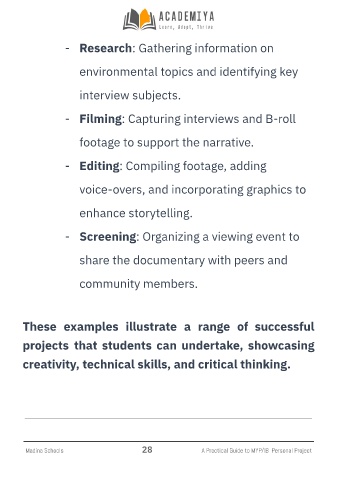 ACADEMIYA
Learn, Adapt, Thrive
- Research: Gathering information on
environmental topics and identifying key
interview subjects.
- Filming: Capturing interviews and B-roll
footage to support the narrative.
- Editing: Compiling footage, adding
voice-overs, and incorporating graphics to
enhance storytelling.
- Screening: Organizing a viewing event to
share the documentary with peers and
community members.
These examples illustrate a range of successful
projects that students can undertake, showcasing
creativity, technical skills, and critical thinking.
Madina Schools 28 A Practical Guide to MYP/IB Personal Project